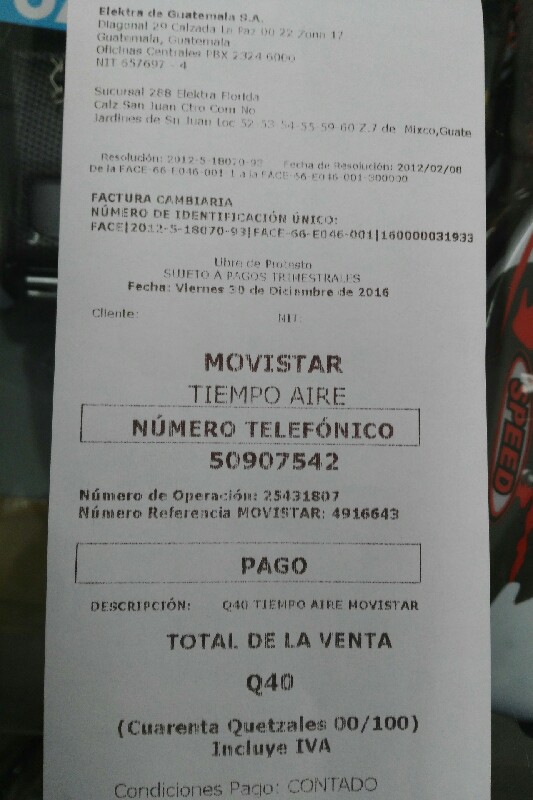 Elektra de Guatemala S.A.
Diagonal 29 Calzada La Paz 00 22 Zona 17
Guatemala, Guatemala
Oficinas Centrales PBX 2324 6000
NIT 657697 - 4
Sucursal 288 Elektra Florida
Calz San Juan Ctro Com No
Jardines de Sn Juan Loc 52-53-54-55-59-60 Z.7 de Mixco,Guate
Resolución: 2012-5-18070-93 Fecha de Resolución: 2012/02/08
De la FACE-66-E046-001-1 a la FACE-66-E046-001-300000
FACTURA CAMBIARIA
NÚMERO DE IDENTIFICACIÓN ÚNICO:
FACE|2012-5-18070-93|FACE-66-E046-001|160000031933
Libre de Protesto
SUJETO A PAGOS TRIMESTRALES
Fecha: Viernes 30 de Diciembre de 2016
Cliente: NIT:
MOVISTAR
TIEMPO AIRE
NÚMERO TELEFÓNICO
50907542
Número de Operación: 25431807
Número Referencia MOVISTAR: 4916643
PAGO
DESCRIPCIÓN: Q40 TIEMPO AIRE MOVISTAR
TOTAL DE LA VENTA
Q40
(Cuarenta Quetzales 00/100)
Incluye IVA
Condiciones Pago: CONTADO
SPEED